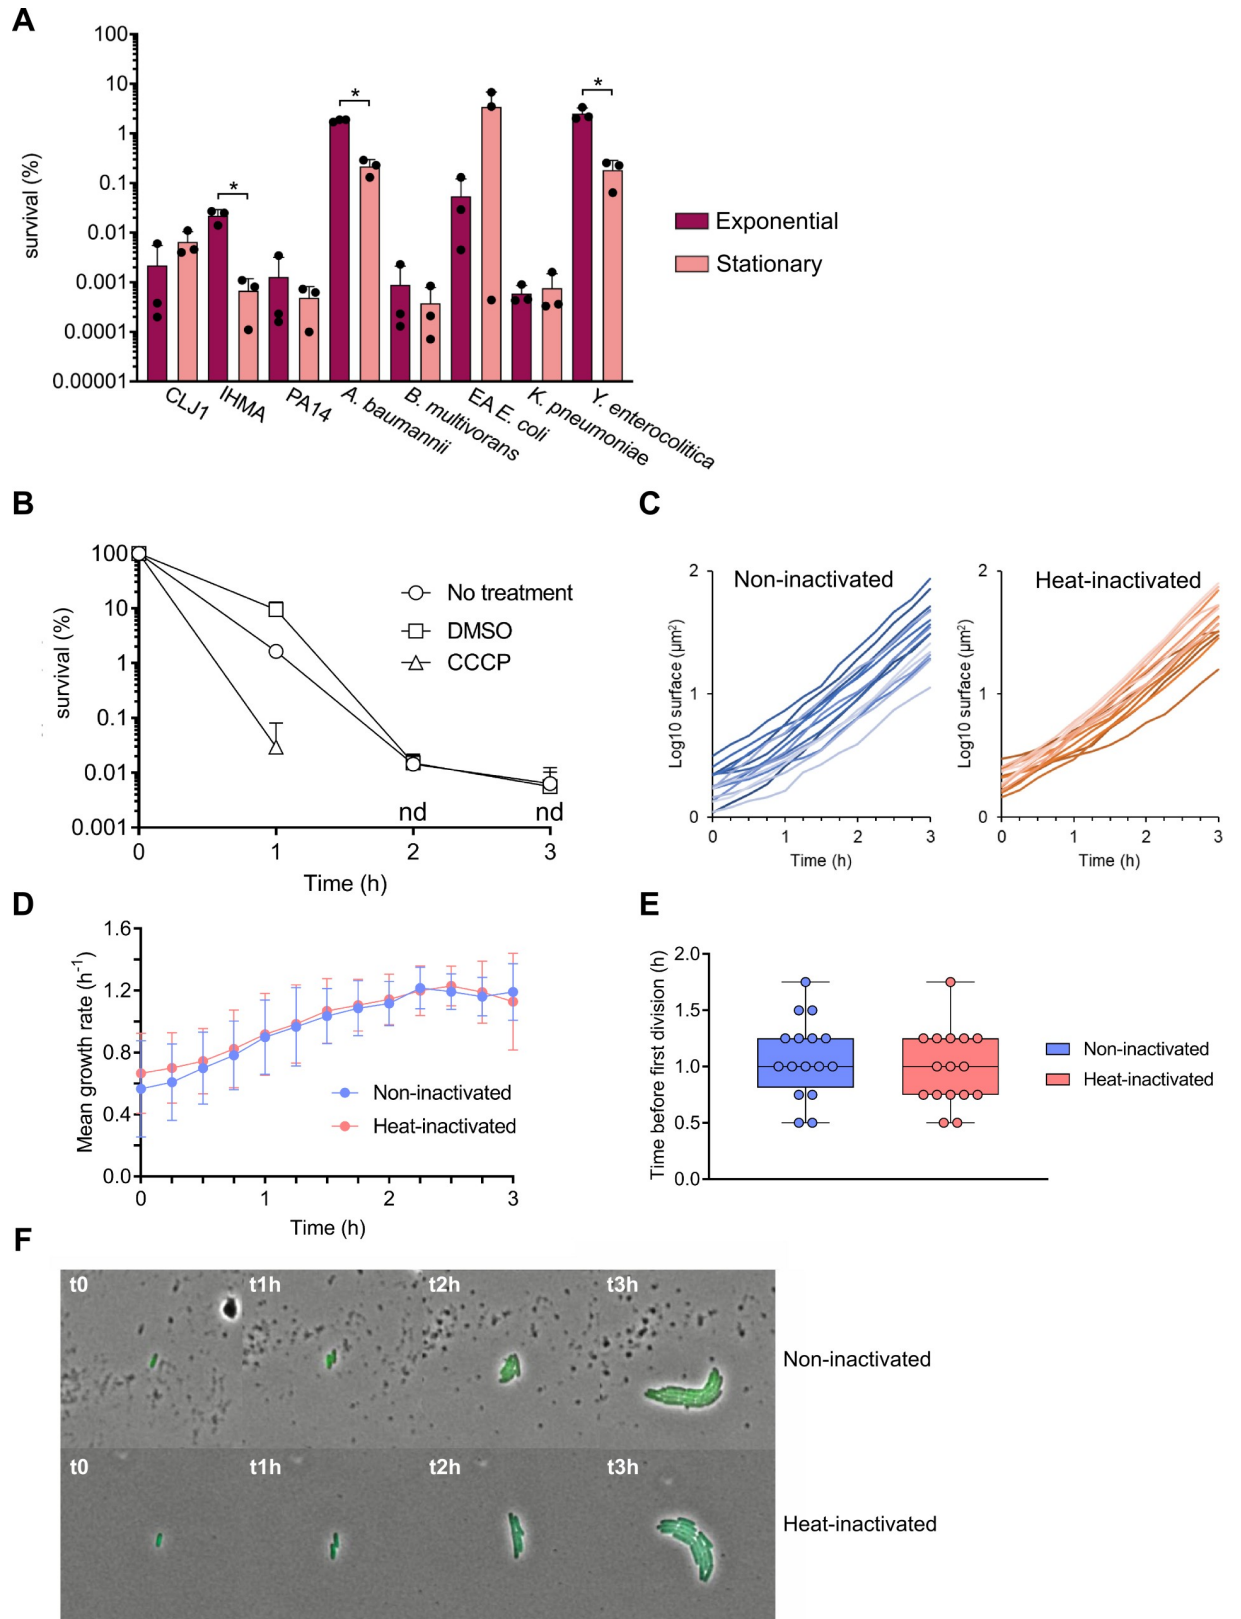 A
100
10
1
0.1
0.01
0.001
0.0001
0.00001
survival (%)
*
*
*
Exponential
Stationary
CLJ1
IHMA
PA14
A. baumannii
B. multivorans
EA E. coli
K. pneumoniae
Y. enterocolitica
B
100
10
1
0.1
0.01
0.001
survival (%)
No treatment
DMSO
CCCP
nd
nd
0
1
2
3
Time (h)
C
Non-inactivated
2
1
0
Log10 surface (µm²)
0
1
2
3
Time (h)
Heat-inactivated
2
1
0
Log10 surface (µm²)
0
1
2
3
Time (h)
D
1.6
1.2
0.8
0.4
0.0
Mean growth rate (h⁻¹)
Non-inactivated
Heat-inactivated
0
1
2
3
Time (h)
E
2.0
1.5
1.0
0.5
0.0
Time before first division (h)
Non-inactivated
Heat-inactivated
F
t0
t1h
t2h
t3h
Non-inactivated
t0
t1h
t2h
t3h
Heat-inactivated